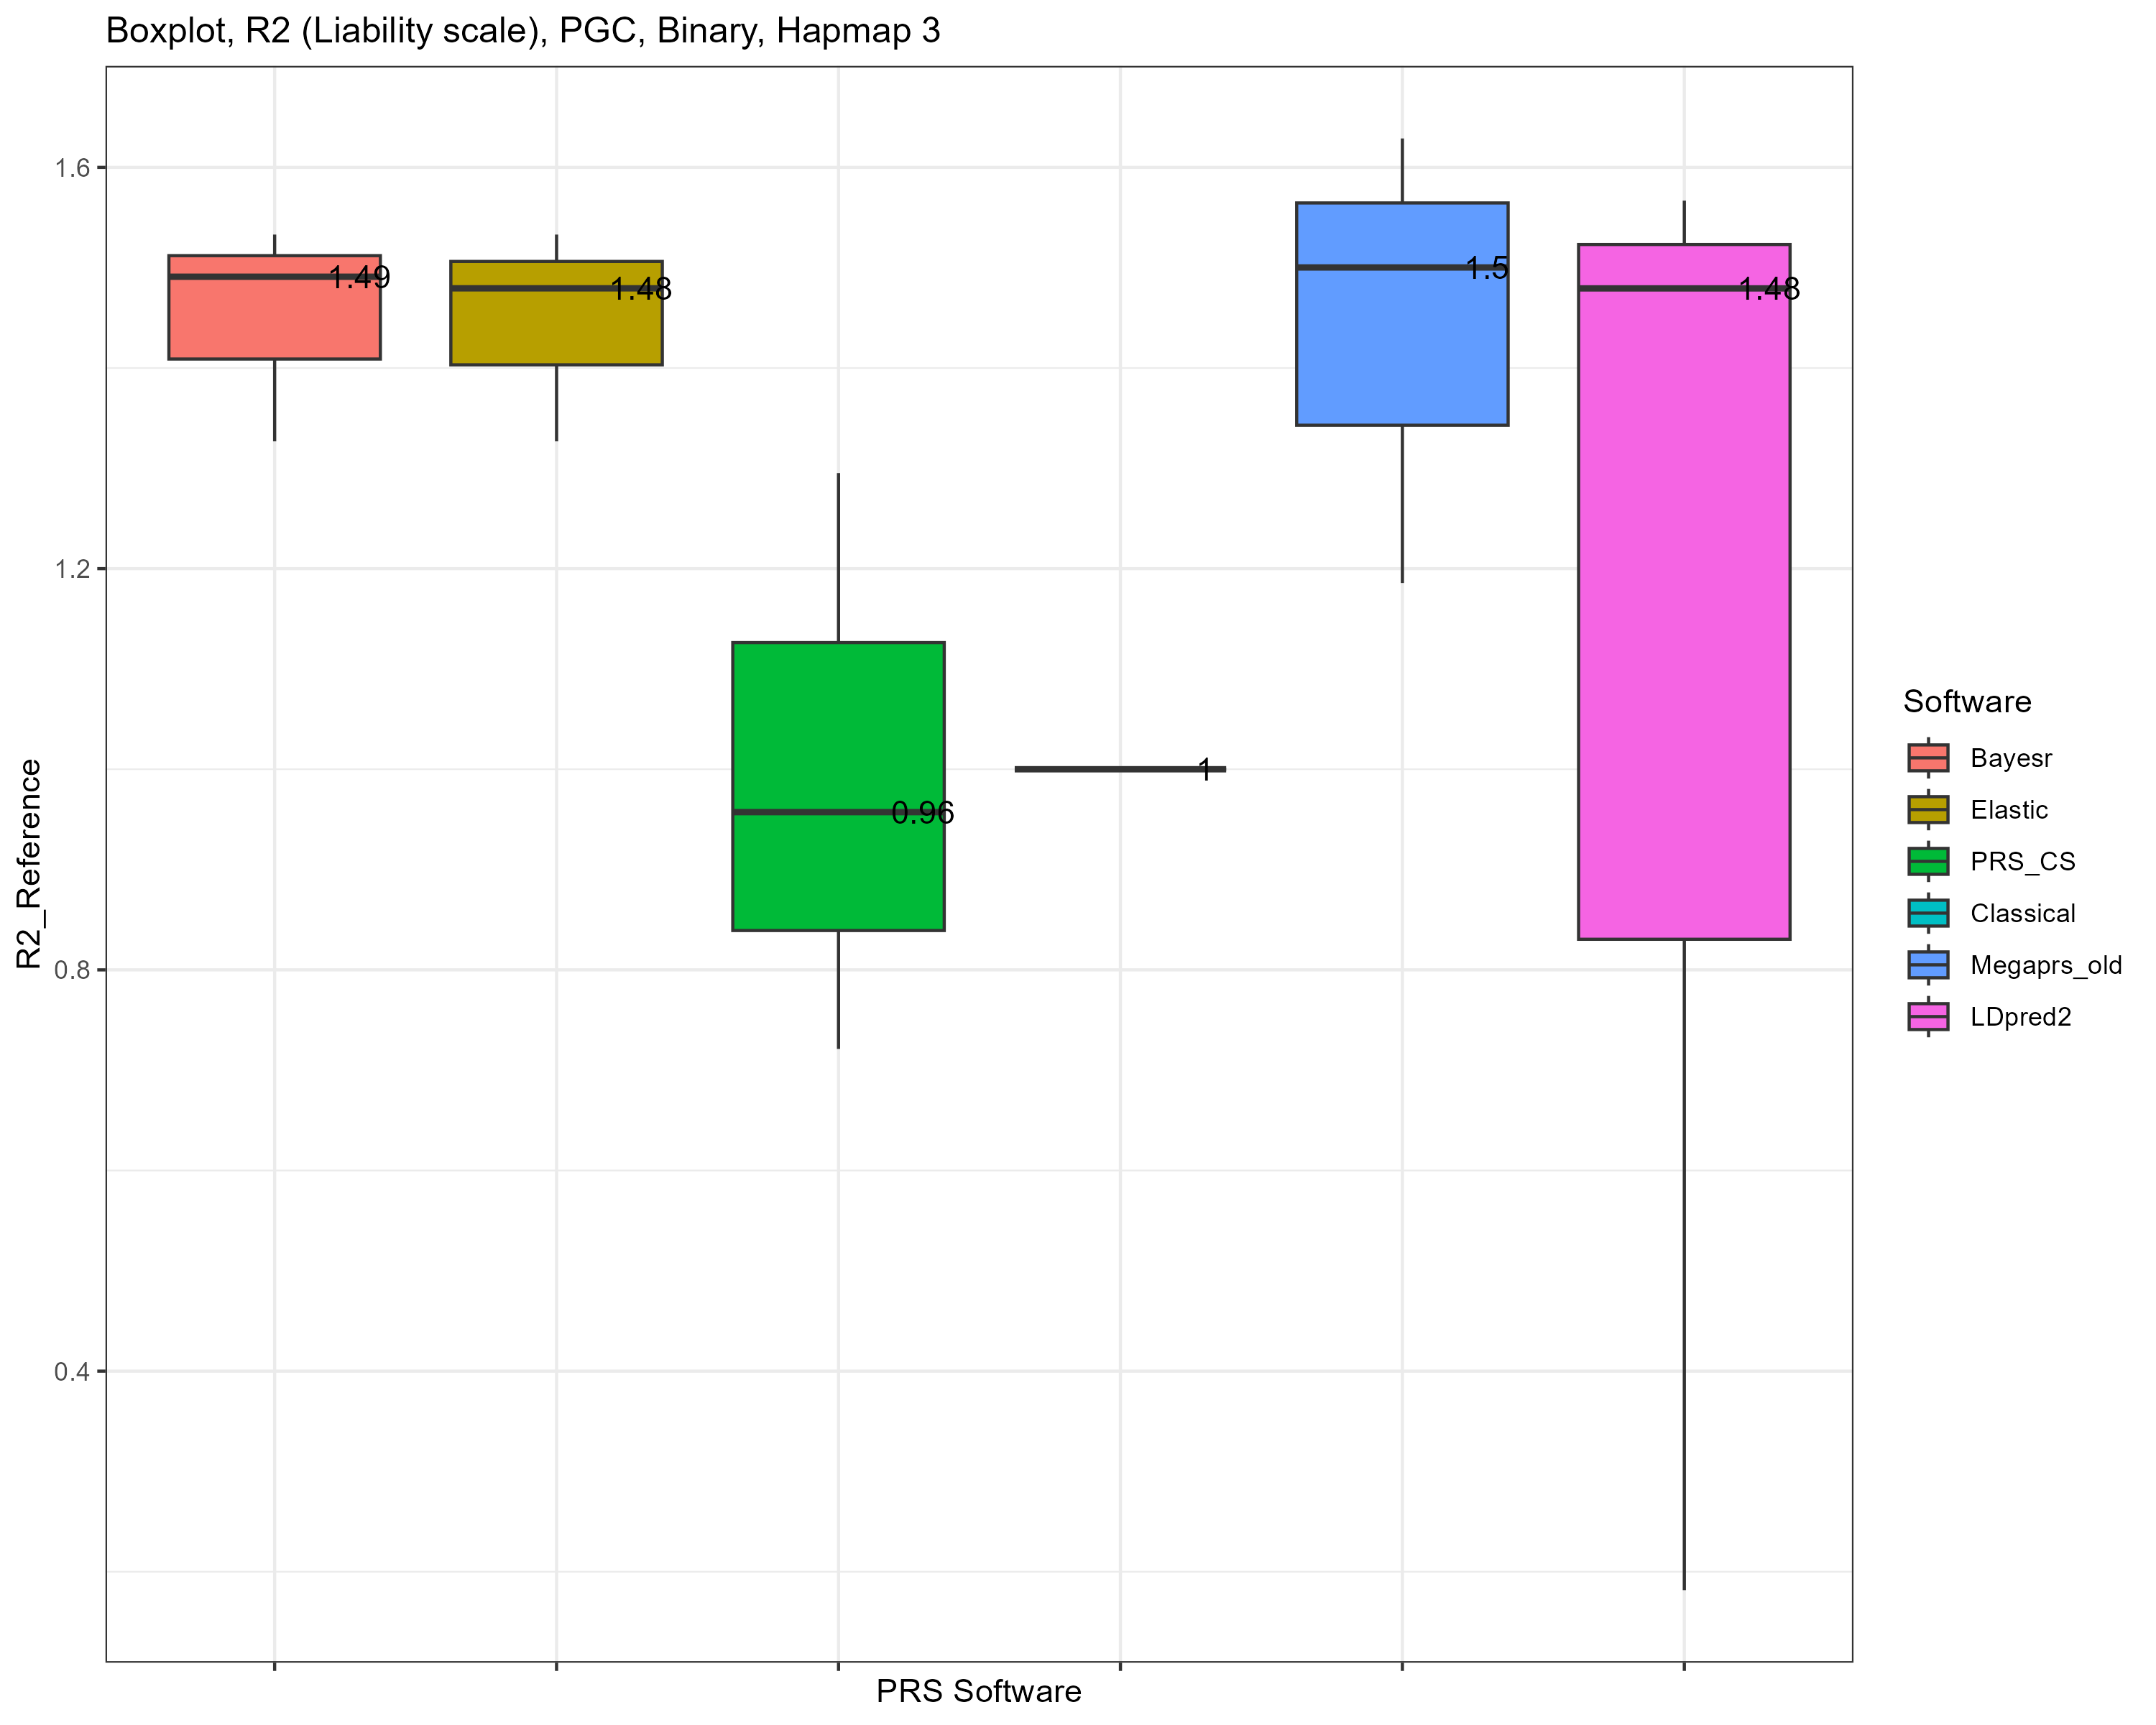 Boxplot, R2 (Liability scale), PGC, Binary, Hapmap 3
R2_Reference
1.6
1.2
0.8
0.4
1.49
1.48
0.96
1
1.5
1.48
PRS Software
Software
Bayesr
Elastic
PRS_CS
Classical
Megaprs_old
LDpred2